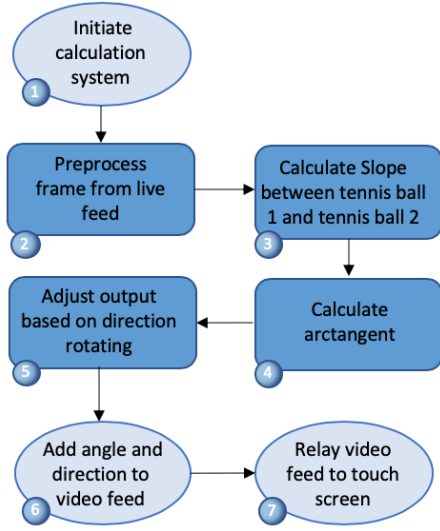 Initiate
calculation
system
1
Preprocess
frame from live
feed
2
Calculate Slope
between tennis ball
1 and tennis ball 2
3
Calculate
arctangent
4
Adjust output
based on direction
rotating
5
Add angle and
direction to
video feed
6
Relay video
feed to touch
screen
7